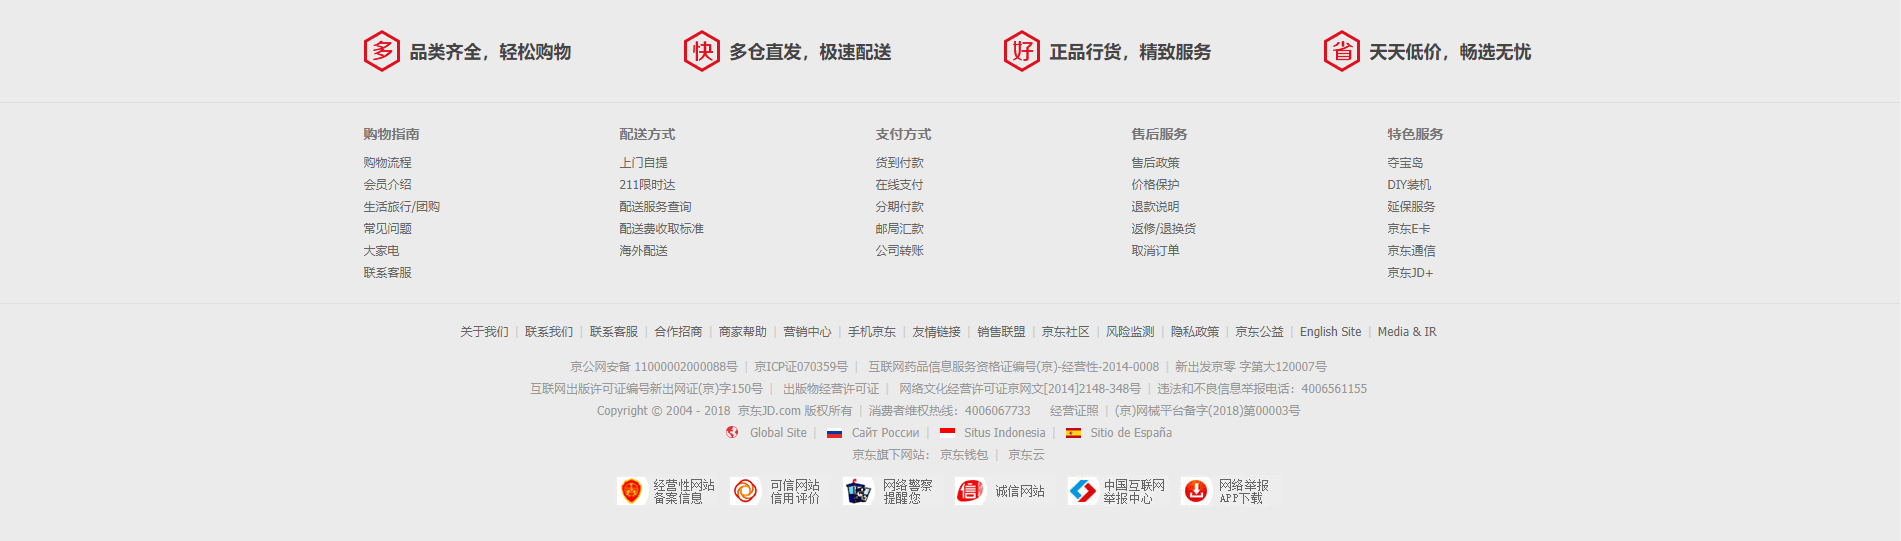 多 品类齐全，轻松购物
快 多仓直发，极速配送
好 正品行货，精致服务
省 天天低价，畅选无忧
购物指南
购物流程
会员介绍
生活旅行/团购
常见问题
大家电
联系客服
配送方式
上门自提
211限时达
配送服务查询
配送费收取标准
海外配送
支付方式
货到付款
在线支付
分期付款
邮局汇款
公司转账
售后服务
售后政策
价格保护
退款说明
返修/退换货
取消订单
特色服务
夺宝岛
DIY装机
延保服务
京东E卡
京东通信
京东JD+
关于我们 | 联系我们 | 联系客服 | 合作招商 | 商家帮助 | 营销中心 | 手机京东 | 友情链接 | 销售联盟 | 京东社区 | 风险监测 | 隐私政策 | 京东公益 | English Site | Media & IR
京公网安备 11000002000088号 | 京ICP证070359号 | 互联网药品信息服务资格证编号(京)-经营性-2014-0008 | 新出发京零 字第大120007号
互联网出版许可证编号新出网证(京)字150号 | 出版物经营许可证 | 网络文化经营许可证京网文[2014]2148-348号 | 违法和不良信息举报电话：4006561155
Copyright © 2004 - 2018 京东JD.com 版权所有 | 消费者维权热线：4006067733 经营证照 | (京)网械平台备字(2018)第00003号
Global Site | Сайт России | Situs Indonesia | Sitio de España
京东旗下网站： 京东钱包 | 京东云
经营性网站
备案信息
可信网站
信用评价
网络警察
提醒您
信 诚信网站
中国互联网
举报中心
网络举报
APP下载